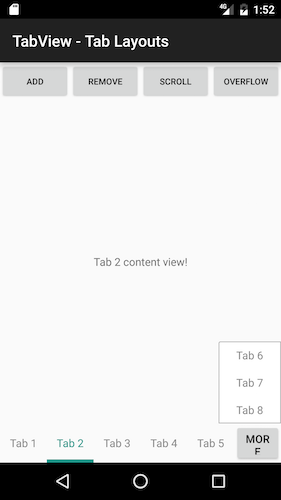 4G 1:52
TabView - Tab Layouts
ADD REMOVE SCROLL OVERFLOW
Tab 2 content view!
Tab 6
Tab 7
Tab 8
Tab 1 Tab 2 Tab 3 Tab 4 Tab 5 MOR
E